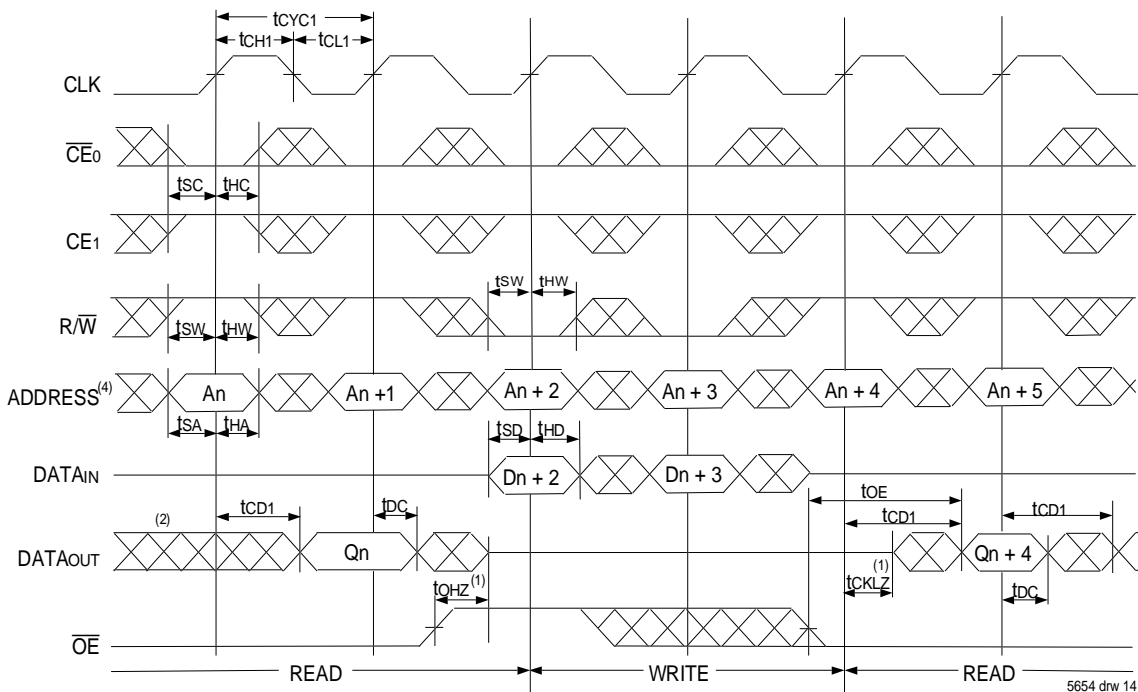 tCYC1
tCH1 tCL1
CLK
CE0
tSC tHC
CE1
tSW tHW
R/W
tSW tHW
ADDRESS(4) An An +1 An + 2 An + 3 An + 4 An + 5
tSA tHA
tSD tHD
DATAIN Dn + 2 Dn + 3
tOE
(2) tCD1 tDC tCD1 tCD1
DATAOUT Qn Qn + 4
tOHZ(1) tCKLZ(1) tDC
OE
READ WRITE READ
5654 drw 14